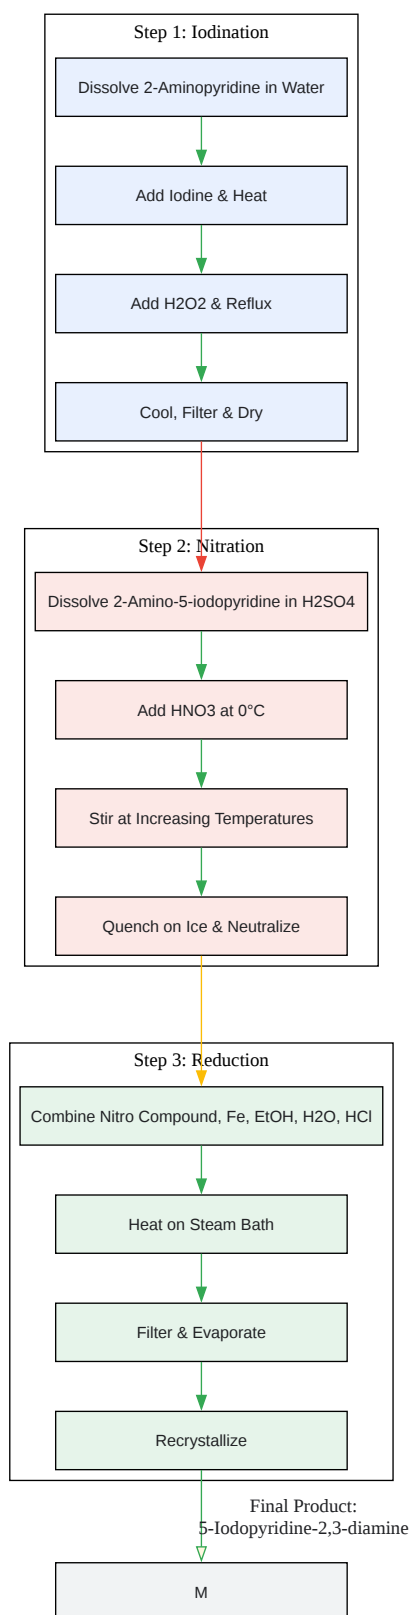 Step 1: Iodination
Dissolve 2-Aminopyridine in Water
Add Iodine & Heat
Add H2O2 & Reflux
Cool, Filter & Dry
Step 2: Nitration
Dissolve 2-Amino-5-iodopyridine in H2SO4
Add HNO3 at 0°C
Stir at Increasing Temperatures
Quench on Ice & Neutralize
Step 3: Reduction
Combine Nitro Compound, Fe, EtOH, H2O, HCl
Heat on Steam Bath
Filter & Evaporate
Recrystallize
Final Product:
5-Iodopyridine-2,3-diamine
M